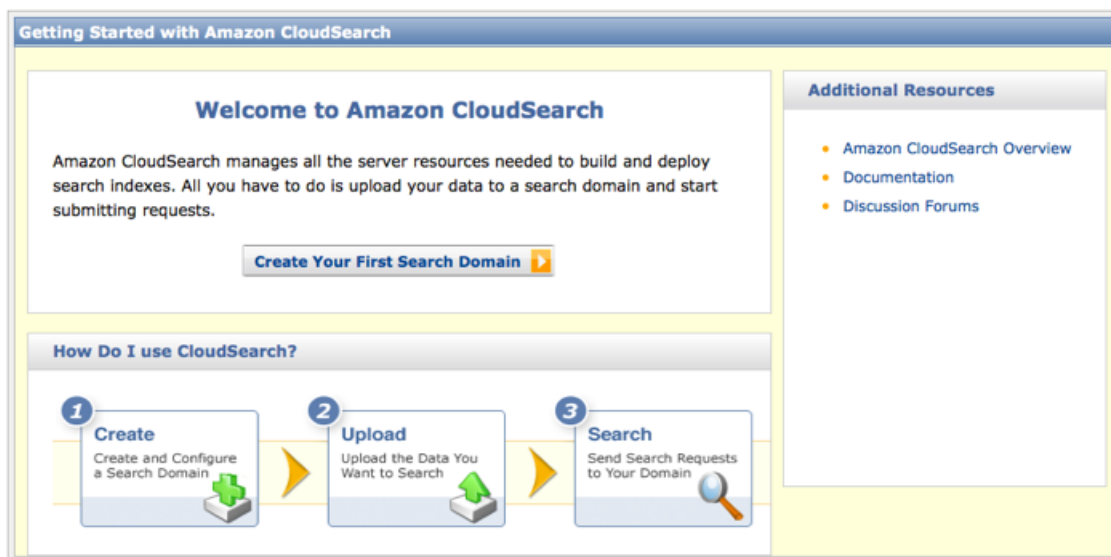 Getting Started with Amazon CloudSearch
Welcome to Amazon CloudSearch
Amazon CloudSearch manages all the server resources needed to build and deploy
search indexes. All you have to do is upload your data to a search domain and start
submitting requests.
Create Your First Search Domain
Additional Resources
Amazon CloudSearch Overview
Documentation
Discussion Forums
How Do I use CloudSearch?
1
Create
Create and Configure
a Search Domain
2
Upload
Upload the Data You
Want to Search
3
Search
Send Search Requests
to Your Domain